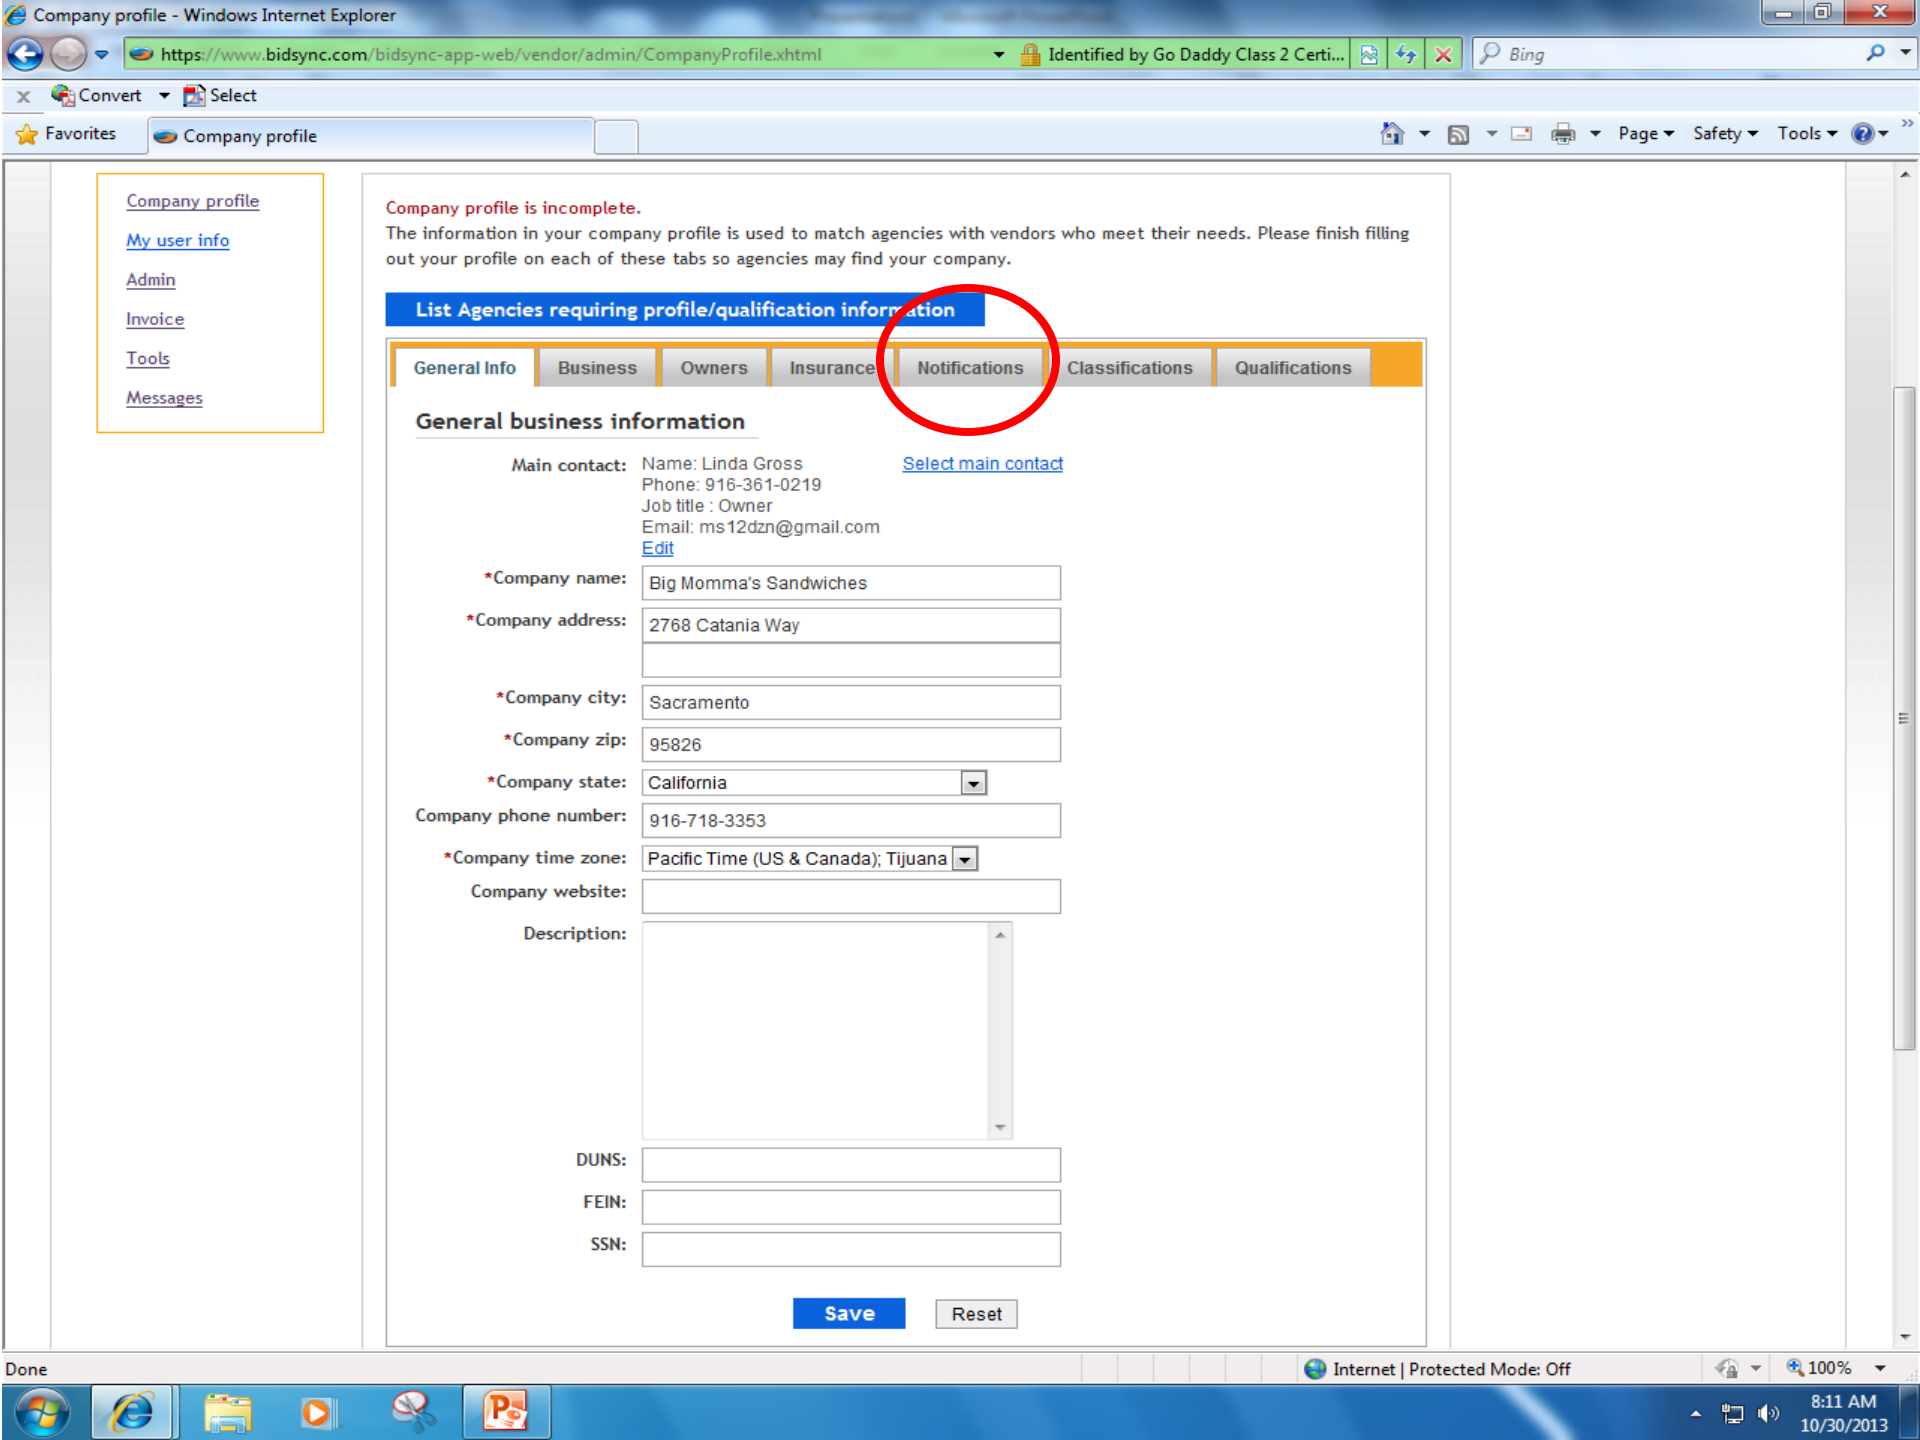 Company profile - Windows Internet Explorer
https://www.bidsync.com/bidsync-app-web/vendor/admin/CompanyProfile.xhtml
Identified by Go Daddy Class 2 Certi...
Bing
x Convert Select
Favorites
Company profile
Page Safety Tools
Company profile
My user info
Admin
Invoice
Tools
Messages
Company profile is incomplete.
The information in your company profile is used to match agencies with vendors who meet their needs. Please finish filling
out your profile on each of these tabs so agencies may find your company.
List Agencies requiring profile/qualification information
General Info Business Owners Insurance Notifications Classifications Qualifications
General business information
Main contact: Name: Linda Gross Select main contact
Phone: 916-361-0219
Job title : Owner
Email: ms12dzn@gmail.com
Edit
*Company name: Big Momma's Sandwiches
*Company address: 2768 Catania Way
*Company city: Sacramento
*Company zip: 95826
*Company state: California
Company phone number: 916-718-3353
*Company time zone: Pacific Time (US & Canada); Tijuana
Company website:
Description:
DUNS:
FEIN:
SSN:
Save Reset
Done
Internet | Protected Mode: Off
100%
8:11 AM
10/30/2013